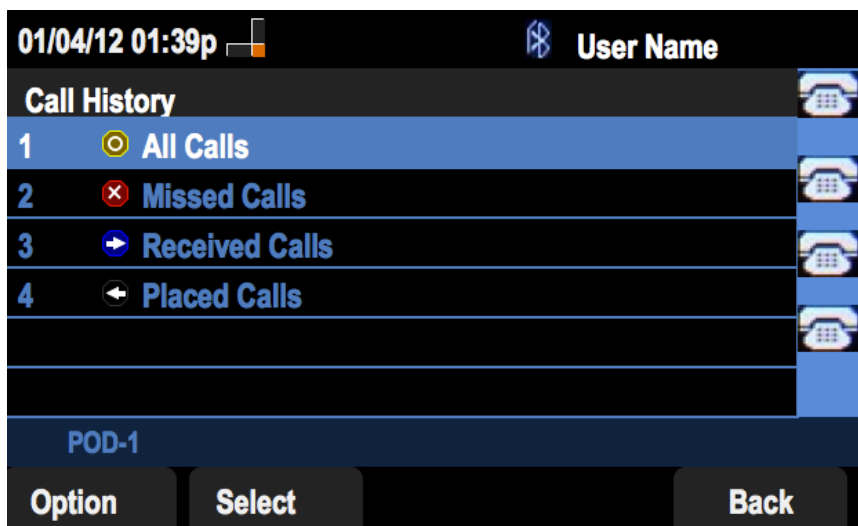 01/04/12 01:39p User Name
Call History
1 All Calls
2 Missed Calls
3 Received Calls
4 Placed Calls
POD-1
Option Select Back